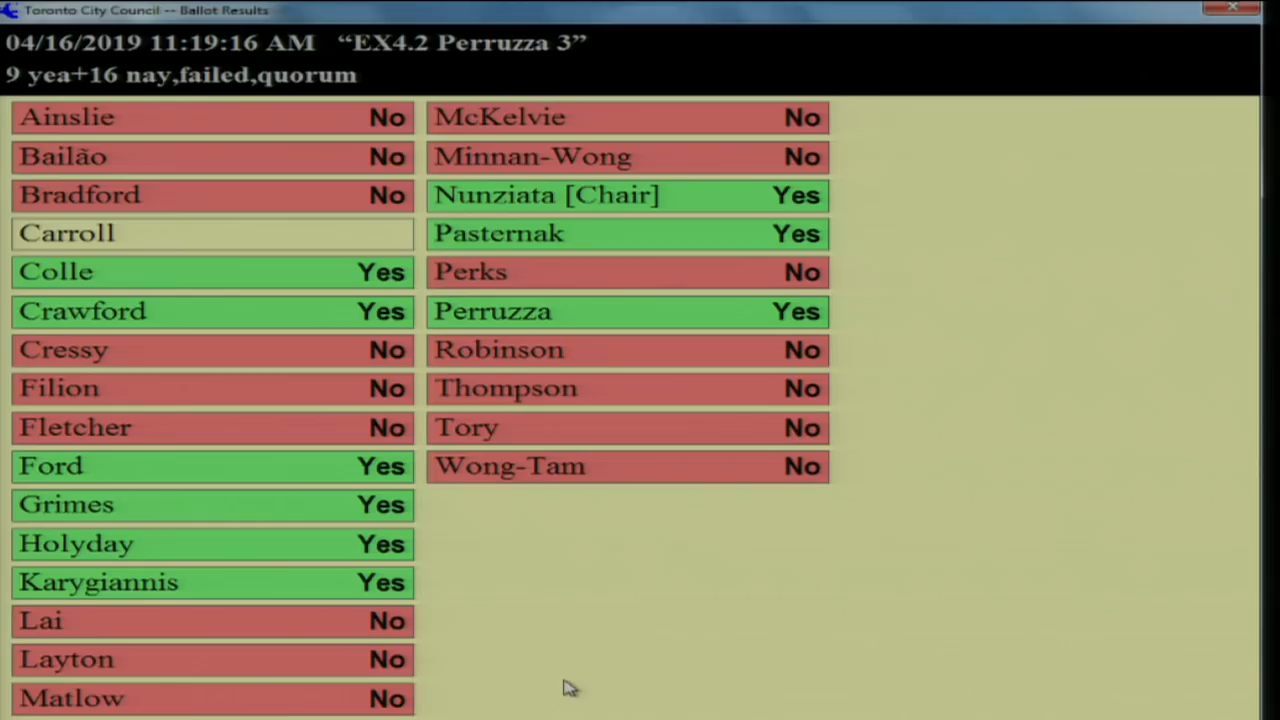 Toronto City Council -- Ballot Results
04/16/2019 11:19:16 AM “EX4.2 Perruzza 3”
9 yea+16 nay,failed,quorum
Ainslie No
Bailão No
Bradford No
Carroll
Colle Yes
Crawford Yes
Cressy No
Filion No
Fletcher No
Ford Yes
Grimes Yes
Holyday Yes
Karygiannis Yes
Lai No
Layton No
Matlow No
McKelvie No
Minnan-Wong No
Nunziata [Chair] Yes
Pasternak Yes
Perks No
Perruzza Yes
Robinson No
Thompson No
Tory No
Wong-Tam No